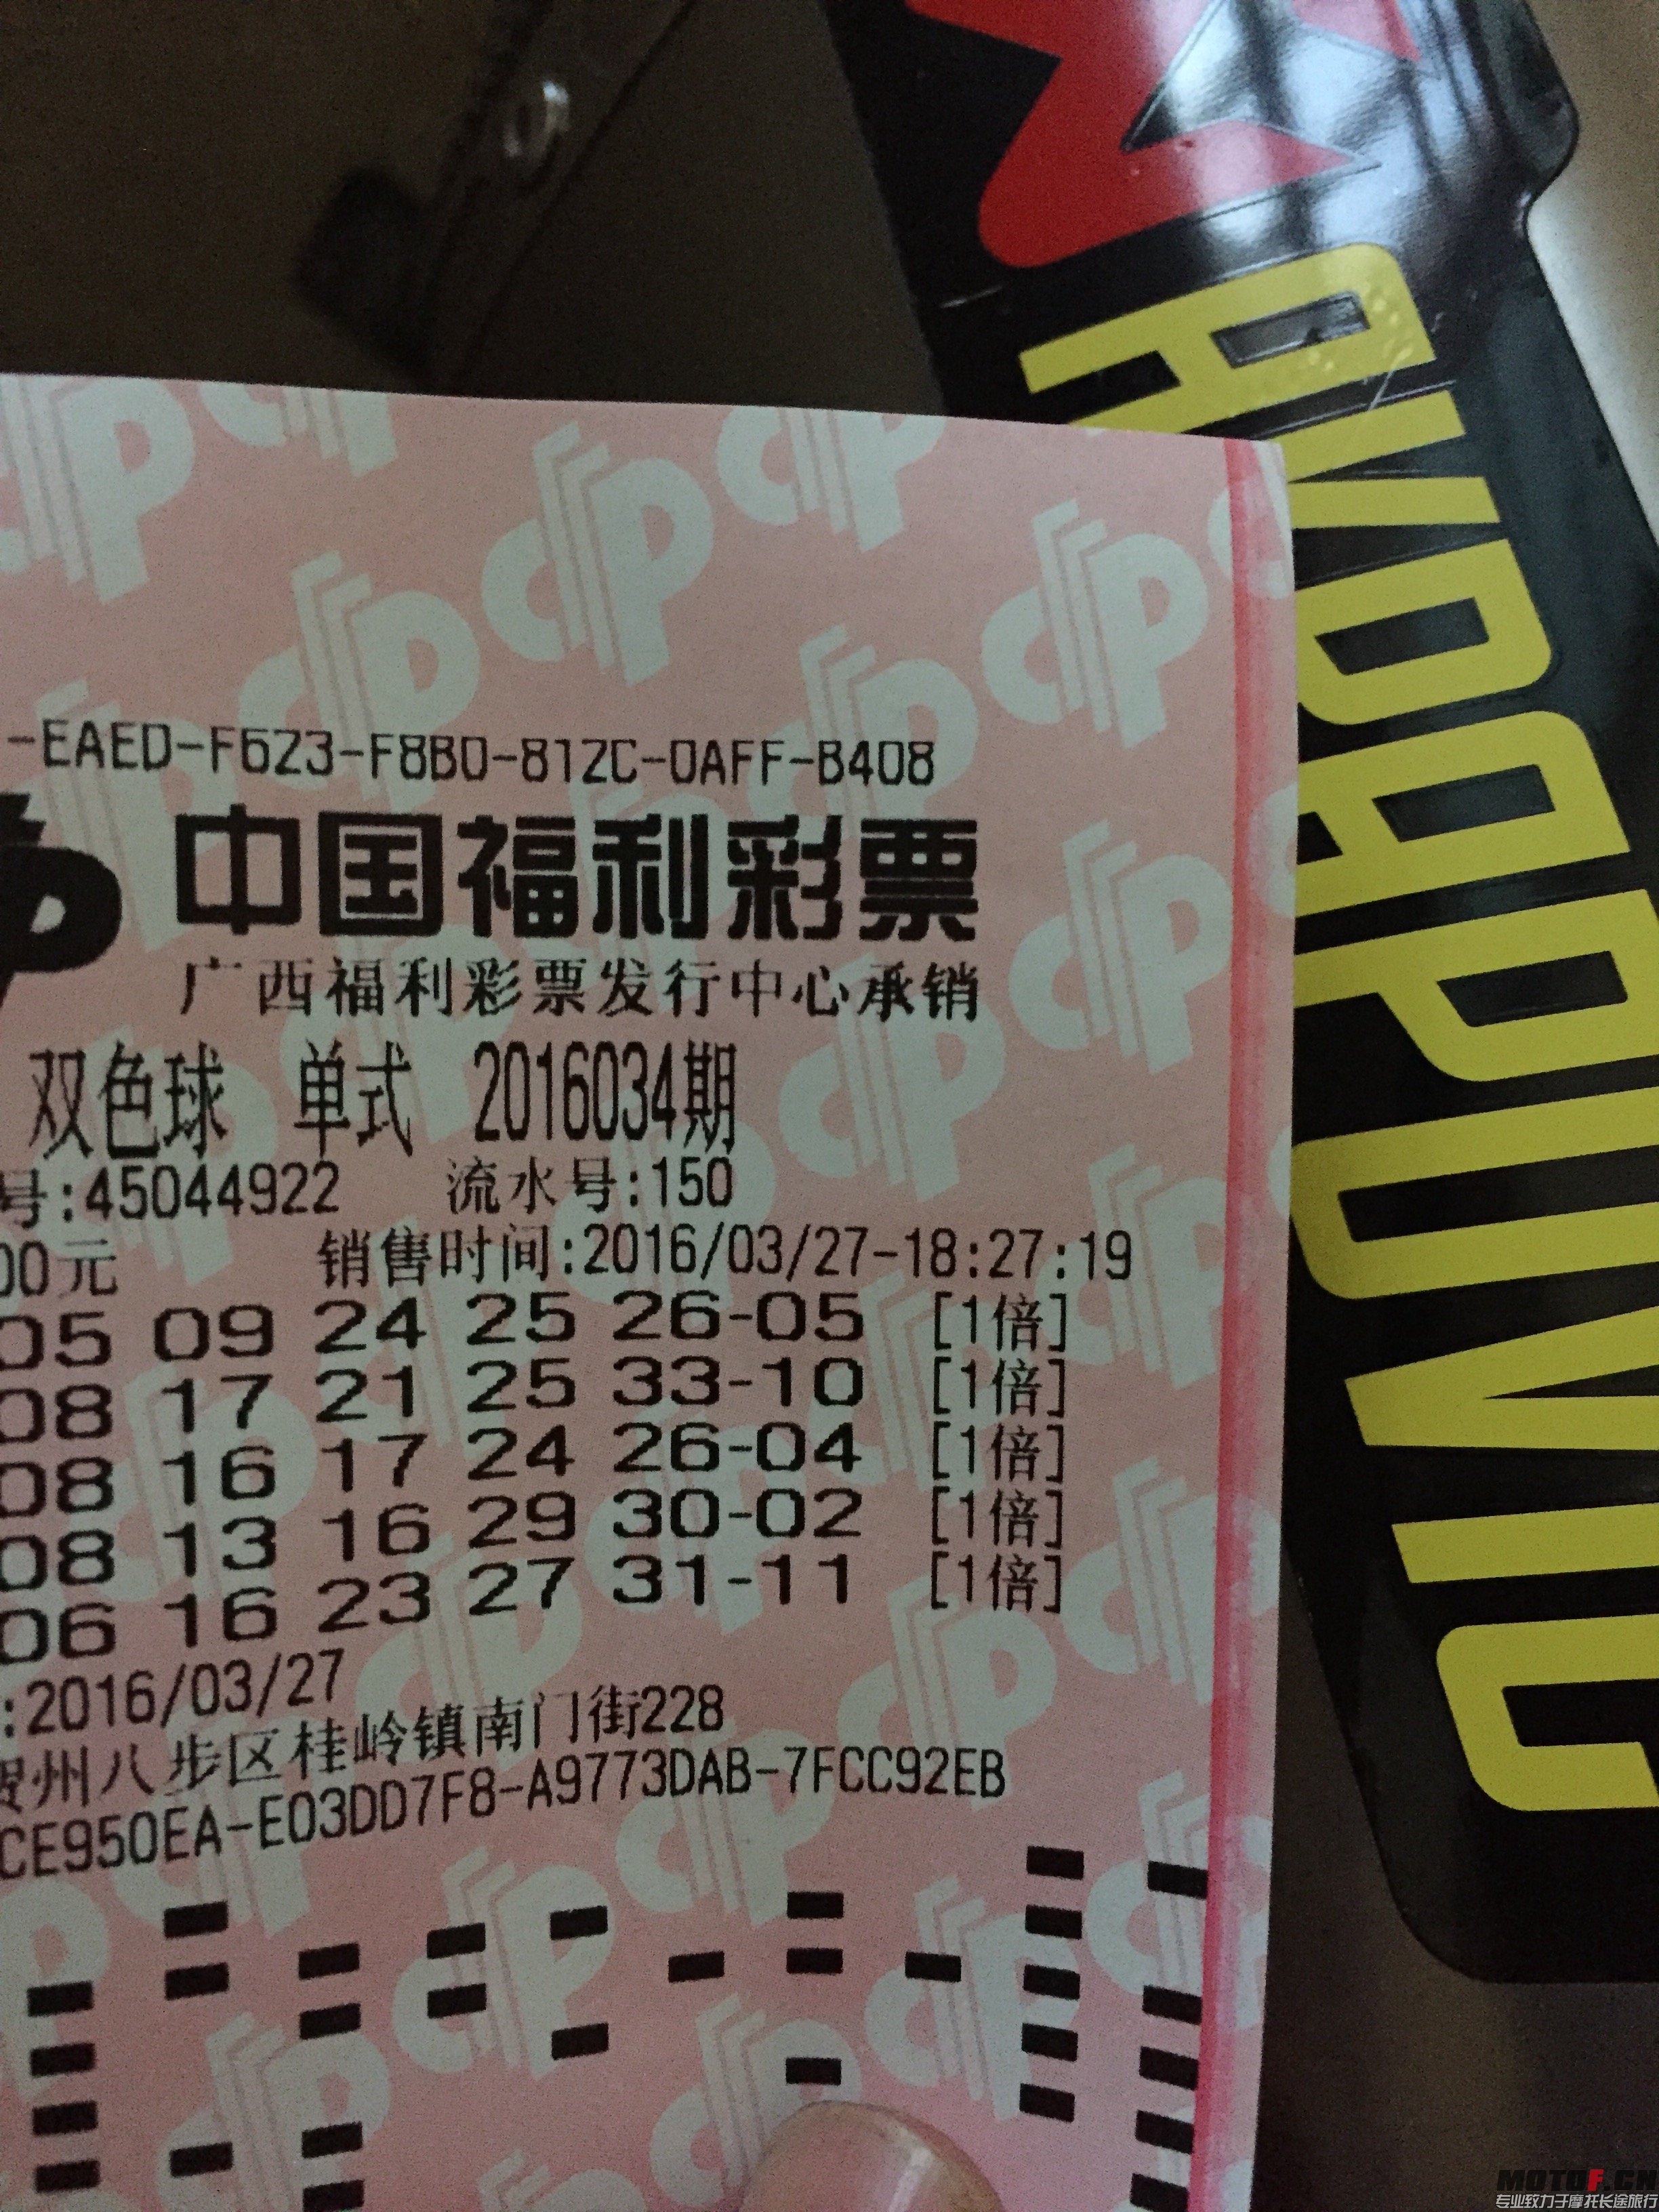 AKRAPOVIC
-EAED-F623-F8B0-812C-0AFF-B408
中国福利彩票
广西福利彩票发行中心承销
双色球 单式 2016034期
号:45044922 流水号:150
00元 销售时间:2016/03/27-18:27:19
05 09 24 25 26-05 [1倍]
08 17 21 25 33-10 [1倍]
08 16 17 24 26-04 [1倍]
08 13 16 29 30-02 [1倍]
06 16 23 27 31-11 [1倍]
:2016/03/27
贺州八步区桂岭镇南门街228
CE950EA-E03DD7F8-A9773DAB-7FCC92EB
MOTOF.CN
专业致力于摩托长途旅行